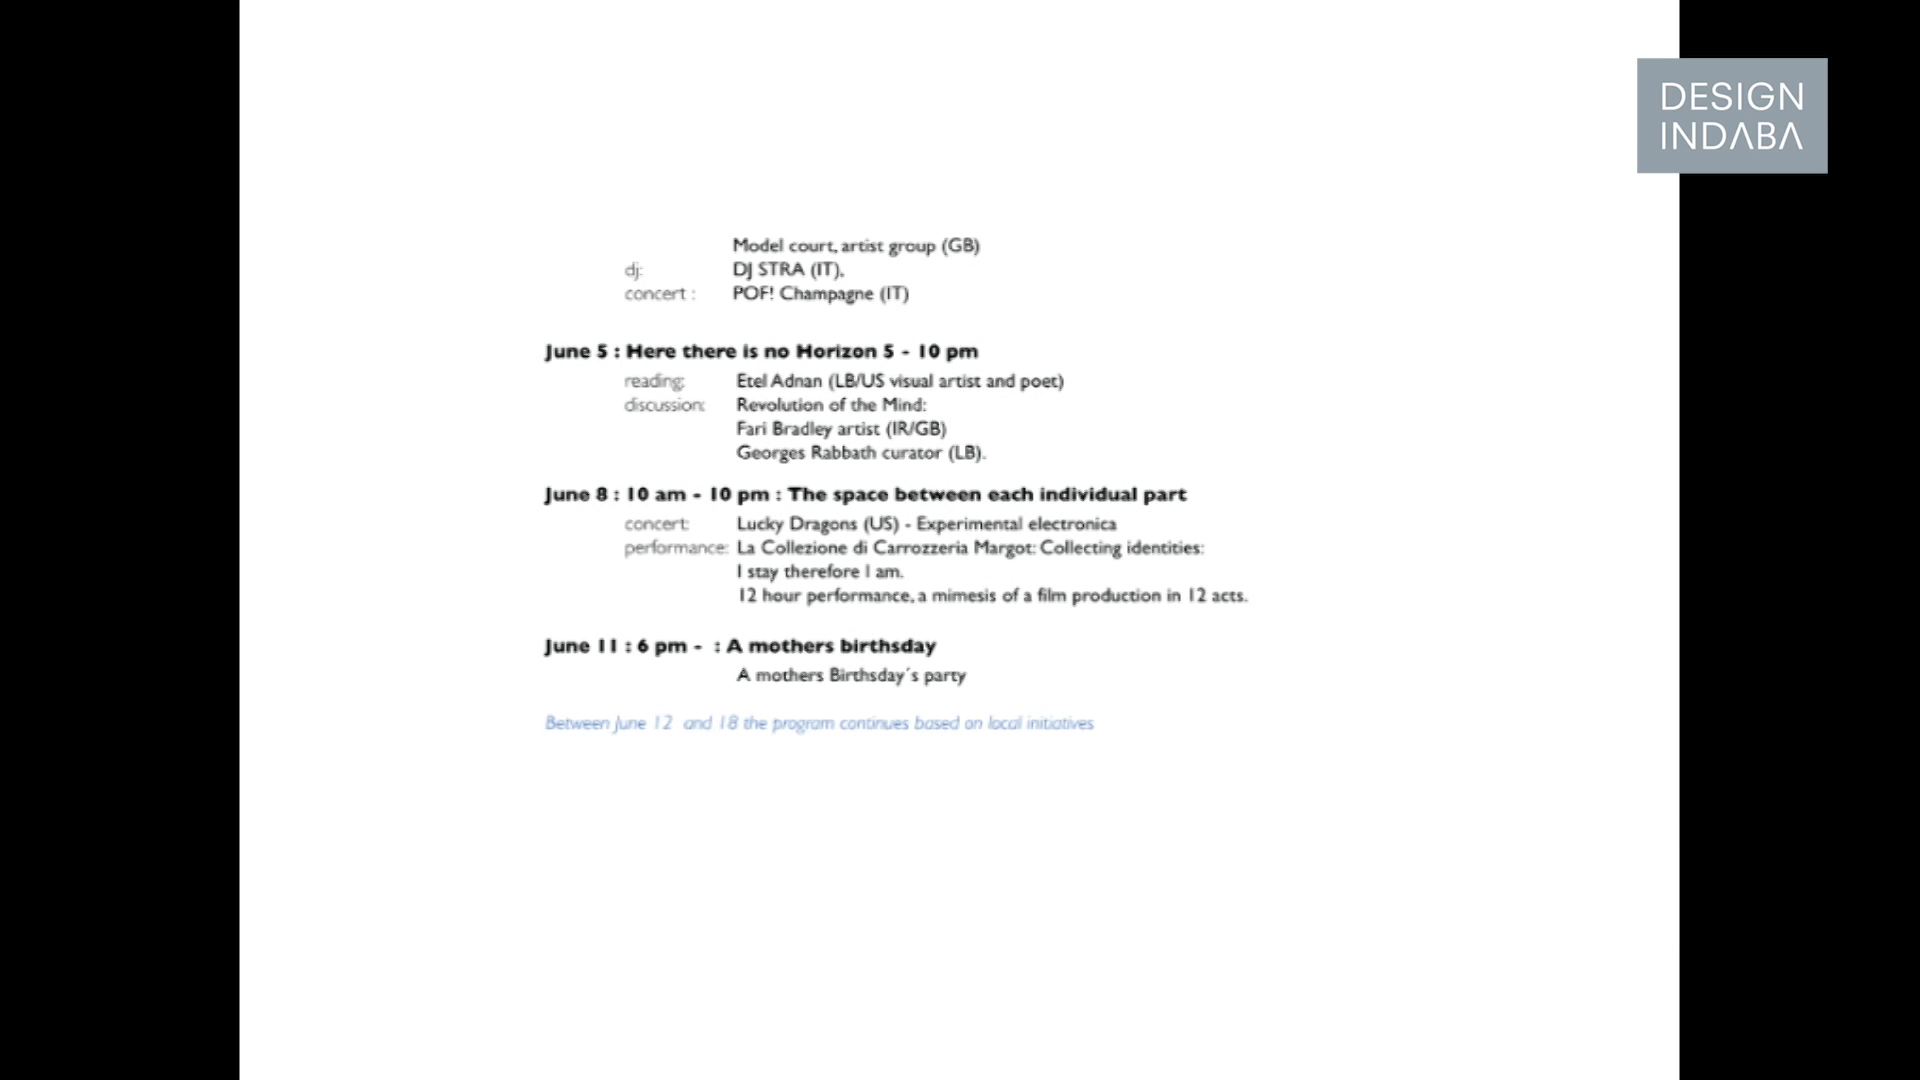 DESIGN
INDABA
Model court, artist group (GB)
dj: DJ STRA (IT),
concert : POF! Champagne (IT)
June 5 : Here there is no Horizon 5 - 10 pm
reading: Etel Adnan (LB/US visual artist and poet)
discussion: Revolution of the Mind:
Fari Bradley artist (IR/GB)
Georges Rabbath curator (LB).
June 8 : 10 am - 10 pm : The space between each individual part
concert: Lucky Dragons (US) - Experimental electronica
performance: La Collezione di Carrozzeria Margot: Collecting identities:
I stay therefore I am.
12 hour performance, a mimesis of a film production in 12 acts.
June 11 : 6 pm - : A mothers birthsday
A mothers Birthsday´s party
Between June 12 and 18 the program continues based on local initiatives